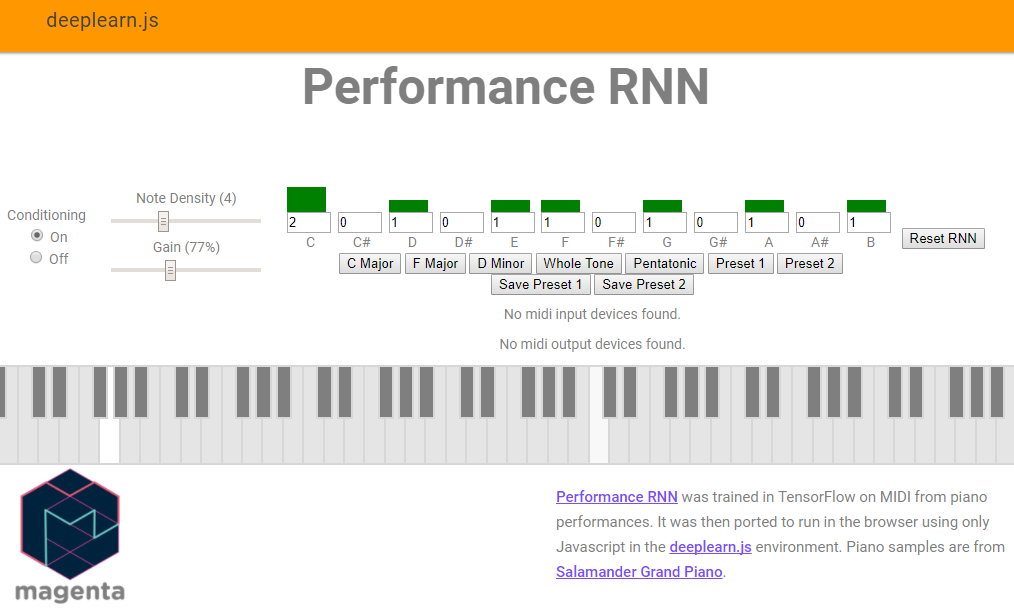 deeplearn.js
Performance RNN
Note Density (4)
Conditioning
On
Off
Gain (77%)
2 0 1 0 1 1 0 1 0 1 0 1
C C# D D# E F F# G G# A A# B
Reset RNN
C Major F Major D Minor Whole Tone Pentatonic Preset 1 Preset 2
Save Preset 1 Save Preset 2
No midi input devices found.
No midi output devices found.
Performance RNN was trained in TensorFlow on MIDI from piano
performances. It was then ported to run in the browser using only
Javascript in the deeplearn.js environment. Piano samples are from
Salamander Grand Piano.
magenta